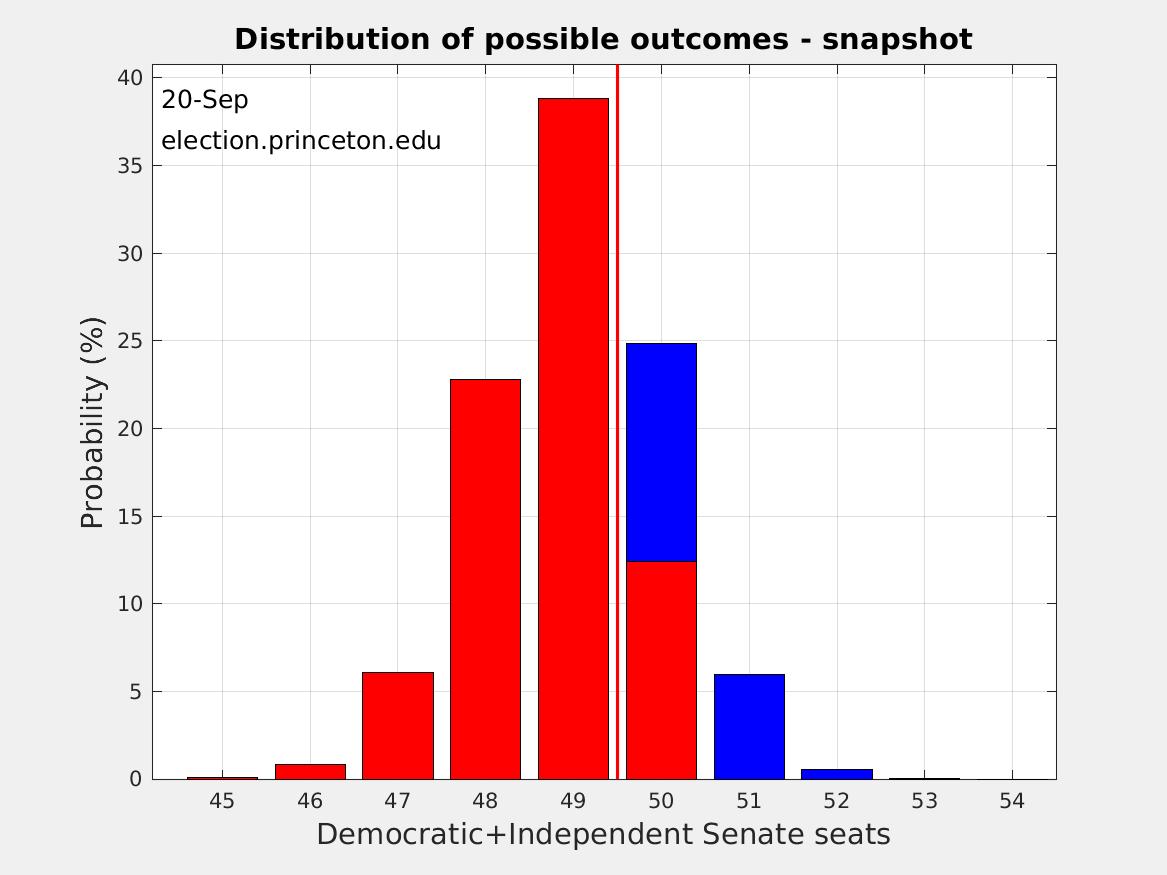 Distribution of possible outcomes - snapshot
20-Sep
election.princeton.edu
Probability (%)
40
35
30
25
20
15
10
5
0
45 46 47 48 49 50 51 52 53 54
Democratic+Independent Senate seats